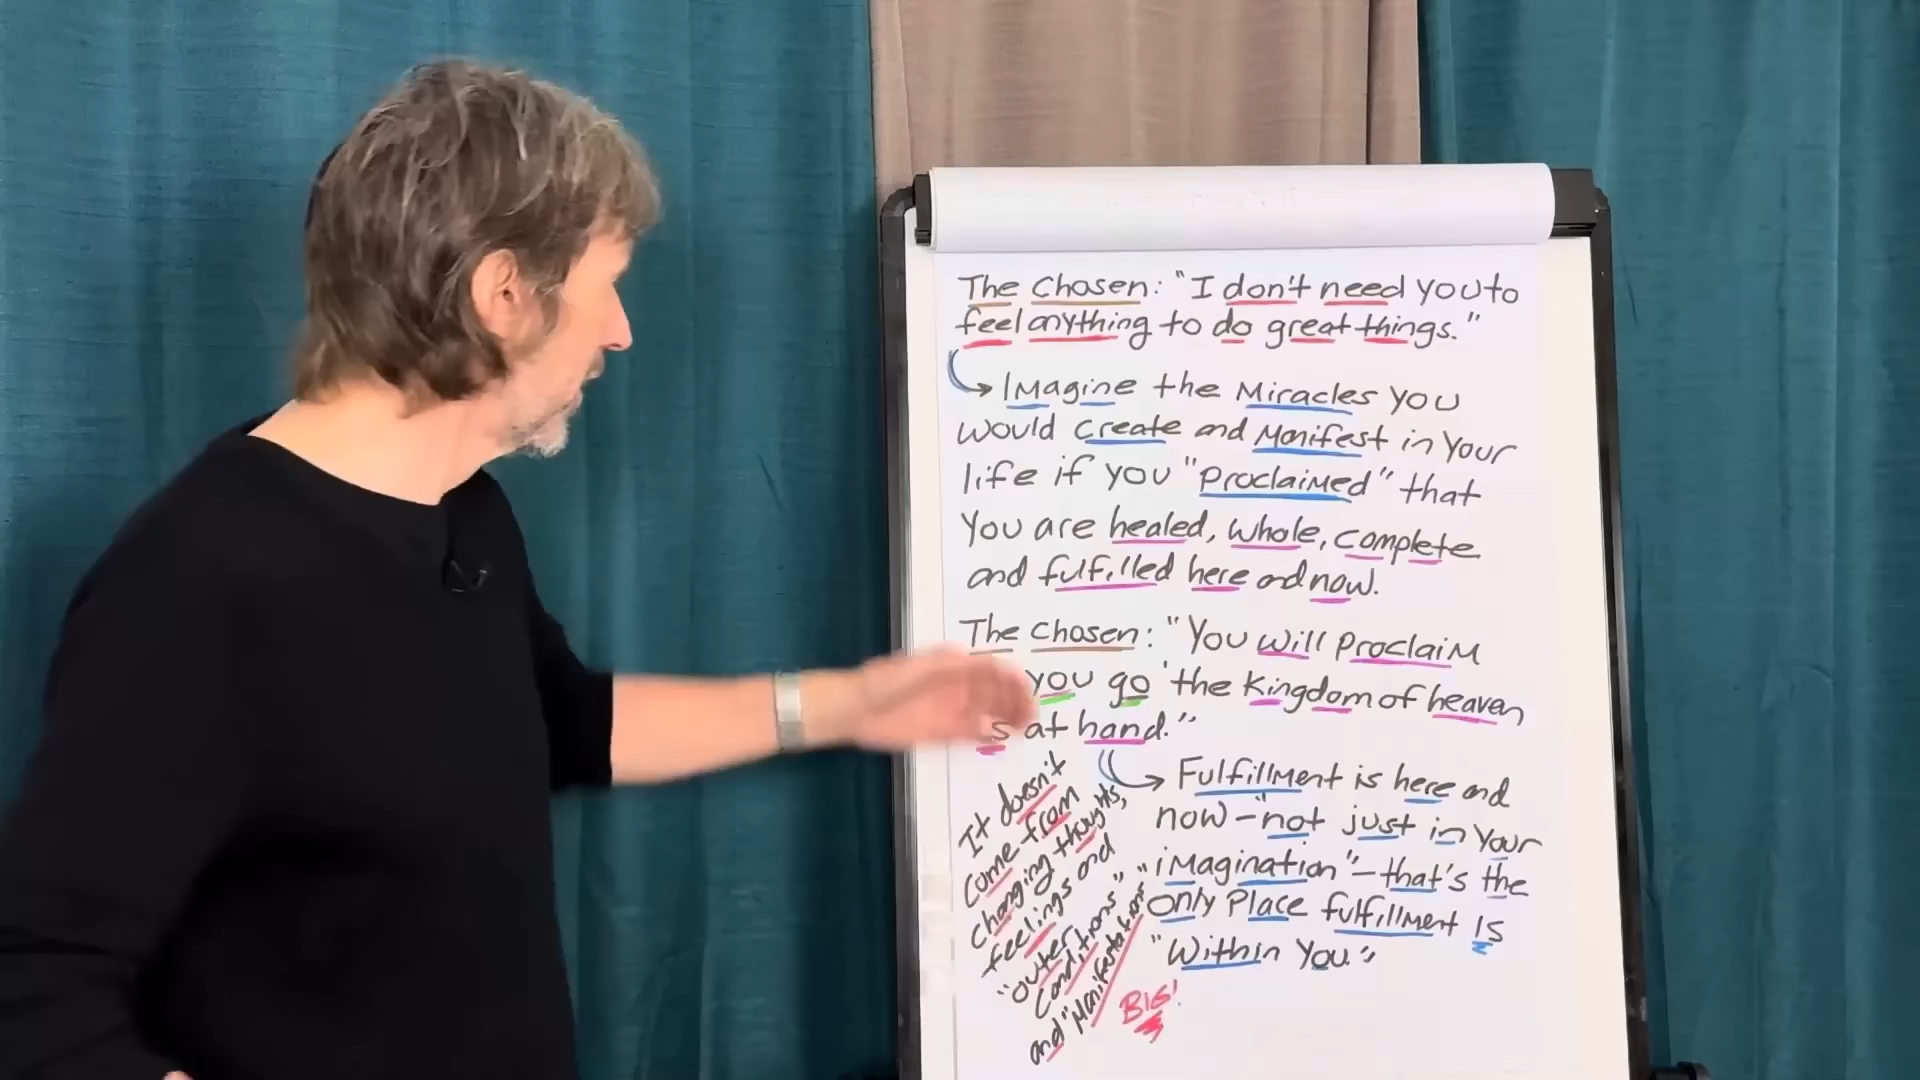 The Chosen: "I don't need you to
feel anything to do great things."
Imagine the Miracles you
would create and Manifest in your
life if you "Proclaimed" that
you are healed, whole, complete
and fulfilled here and now.
The Chosen: "You will Proclaim
you go 'the Kingdom of heaven
is at hand."
Fulfillment is here and
now - "not just in your
imagination" - that's the
only Place fulfillment IS
"Within You."
It doesn't
come from
changing thoughts,
feelings and
"outer
conditions"
and "Manifestations"
BIG!